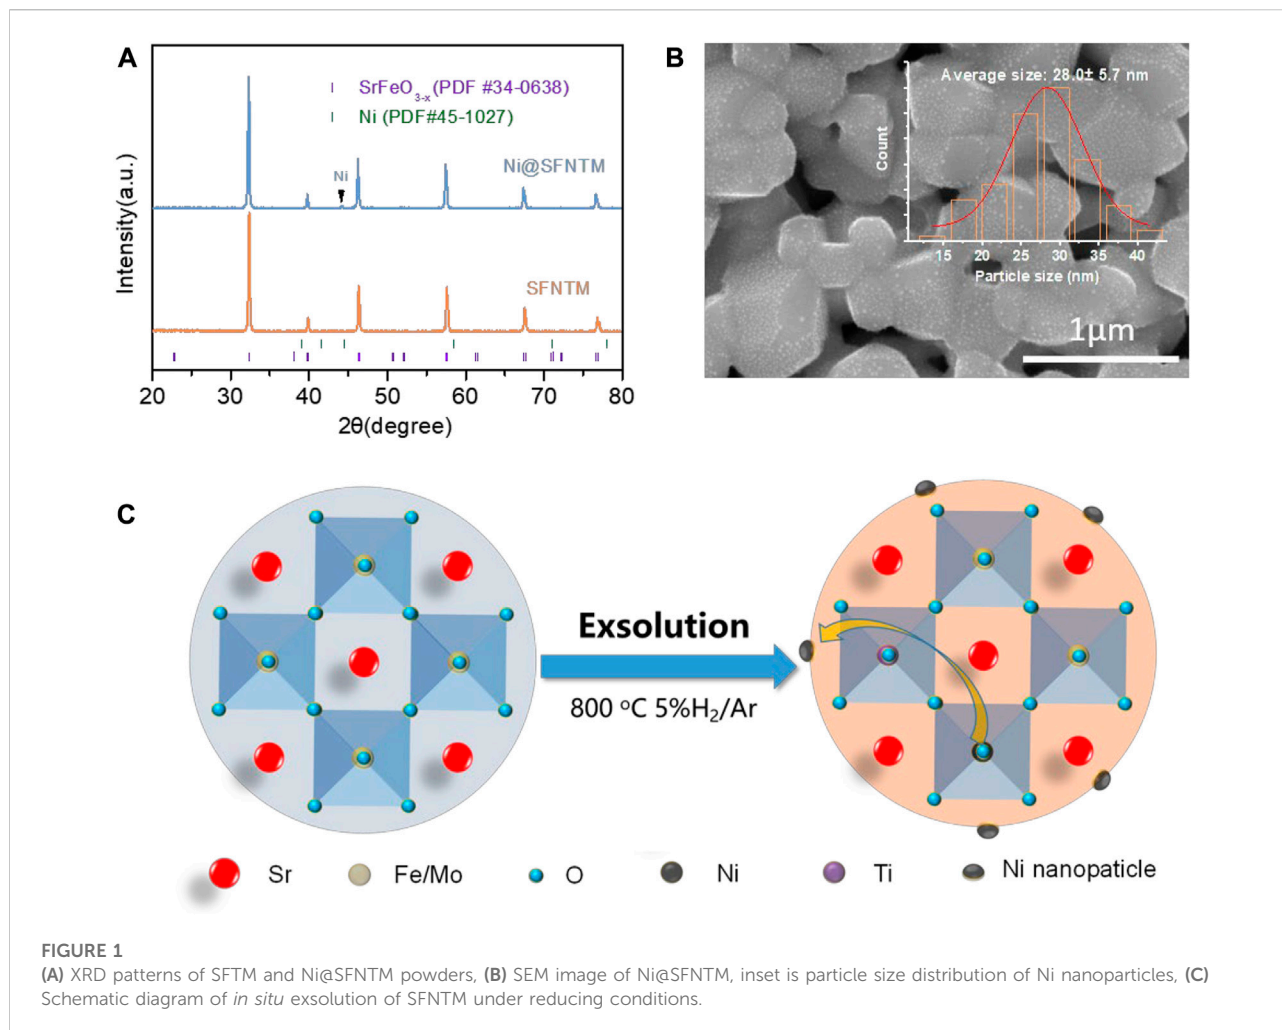 A
SrFeO3-x (PDF #34-0638)
Ni (PDF#45-1027)
Ni@SFNTM
Ni
SFNTM
Intensity(a.u.)
20 30 40 50 60 70 80
2θ(degree)
B
Average size: 28.0± 5.7 nm
Count
15 20 25 30 35 40
Particle size (nm)
1μm
C
Exsolution
800 °C 5%H2/Ar
Sr Fe/Mo O Ni Ti Ni nanopaticle
FIGURE 1
(A) XRD patterns of SFTM and Ni@SFNTM powders, (B) SEM image of Ni@SFNTM, inset is particle size distribution of Ni nanoparticles, (C)
Schematic diagram of in situ exsolution of SFNTM under reducing conditions.